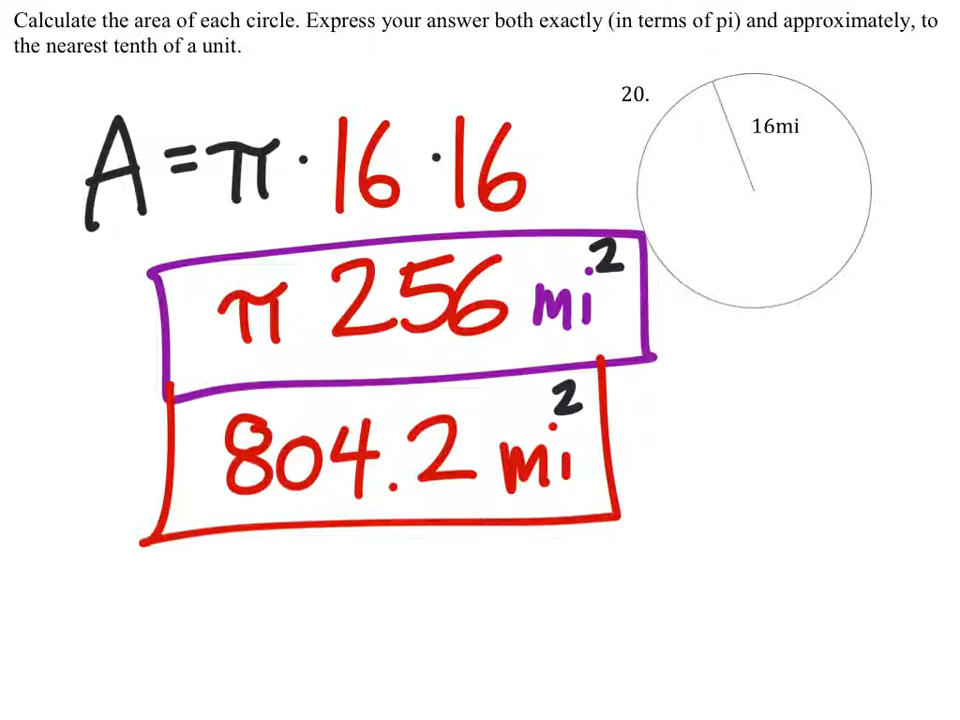 Calculate the area of each circle. Express your answer both exactly (in terms of pi) and approximately, to
the nearest tenth of a unit.
20.
16mi
A=π·16·16
π 256 mi²
804.2 mi²